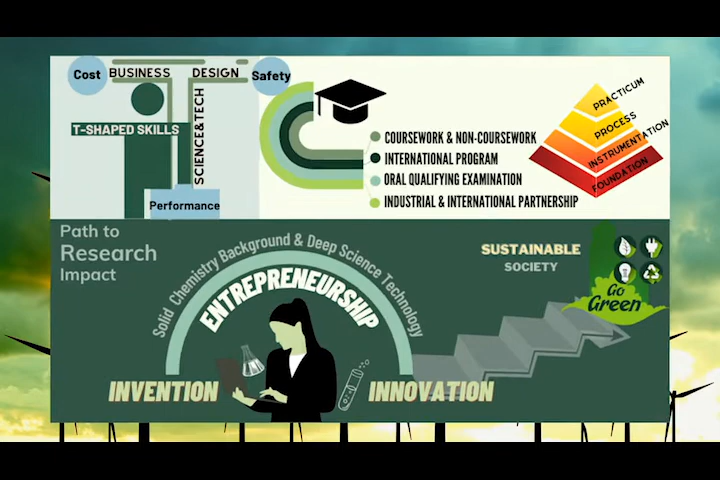 Cost
BUSINESS
DESIGN
Safety
T-SHAPED SKILLS
SCIENCE&TECH
Performance
COURSEWORK & NON-COURSEWORK
INTERNATIONAL PROGRAM
ORAL QUALIFYING EXAMINATION
INDUSTRIAL & INTERNATIONAL PARTNERSHIP
PRACTICUM
PROCESS
INSTRUMENTATION
FOUNDATION
Path to
Research
Impact
Solid Chemistry Background & Deep Science Technology
ENTREPRENEURSHIP
INVENTION
INNOVATION
SUSTAINABLE
SOCIETY
Go
Green